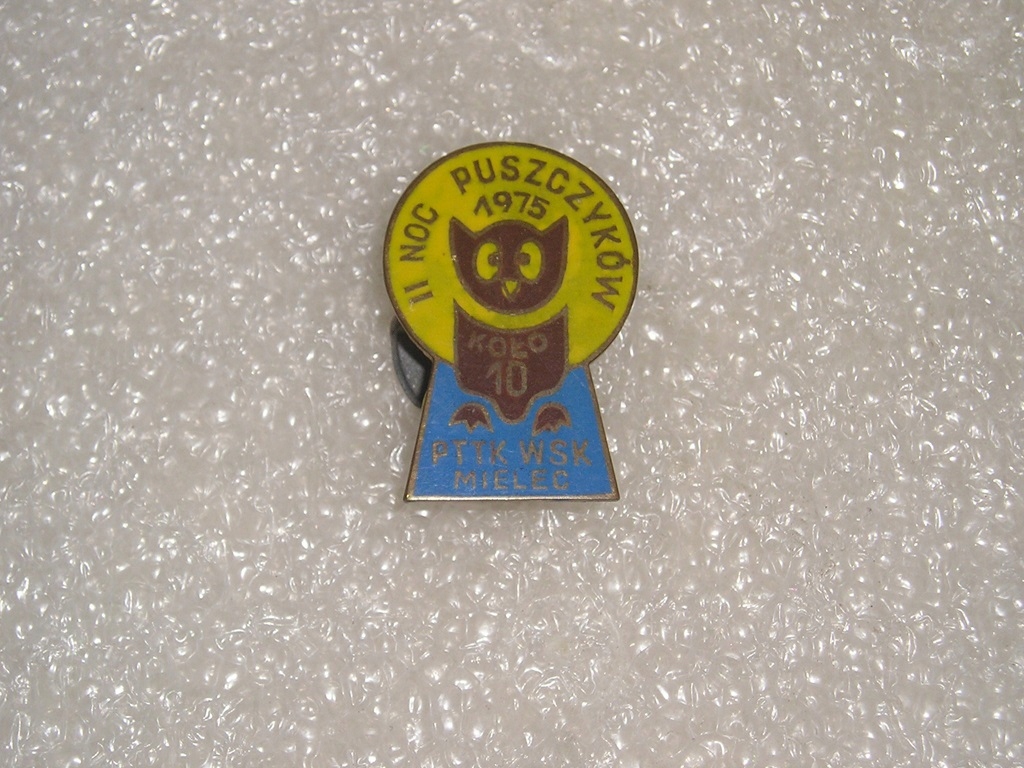 II NOC PUSZCZYKÓW
1975
KOŁO
10
PTTK WSK
MIELEC